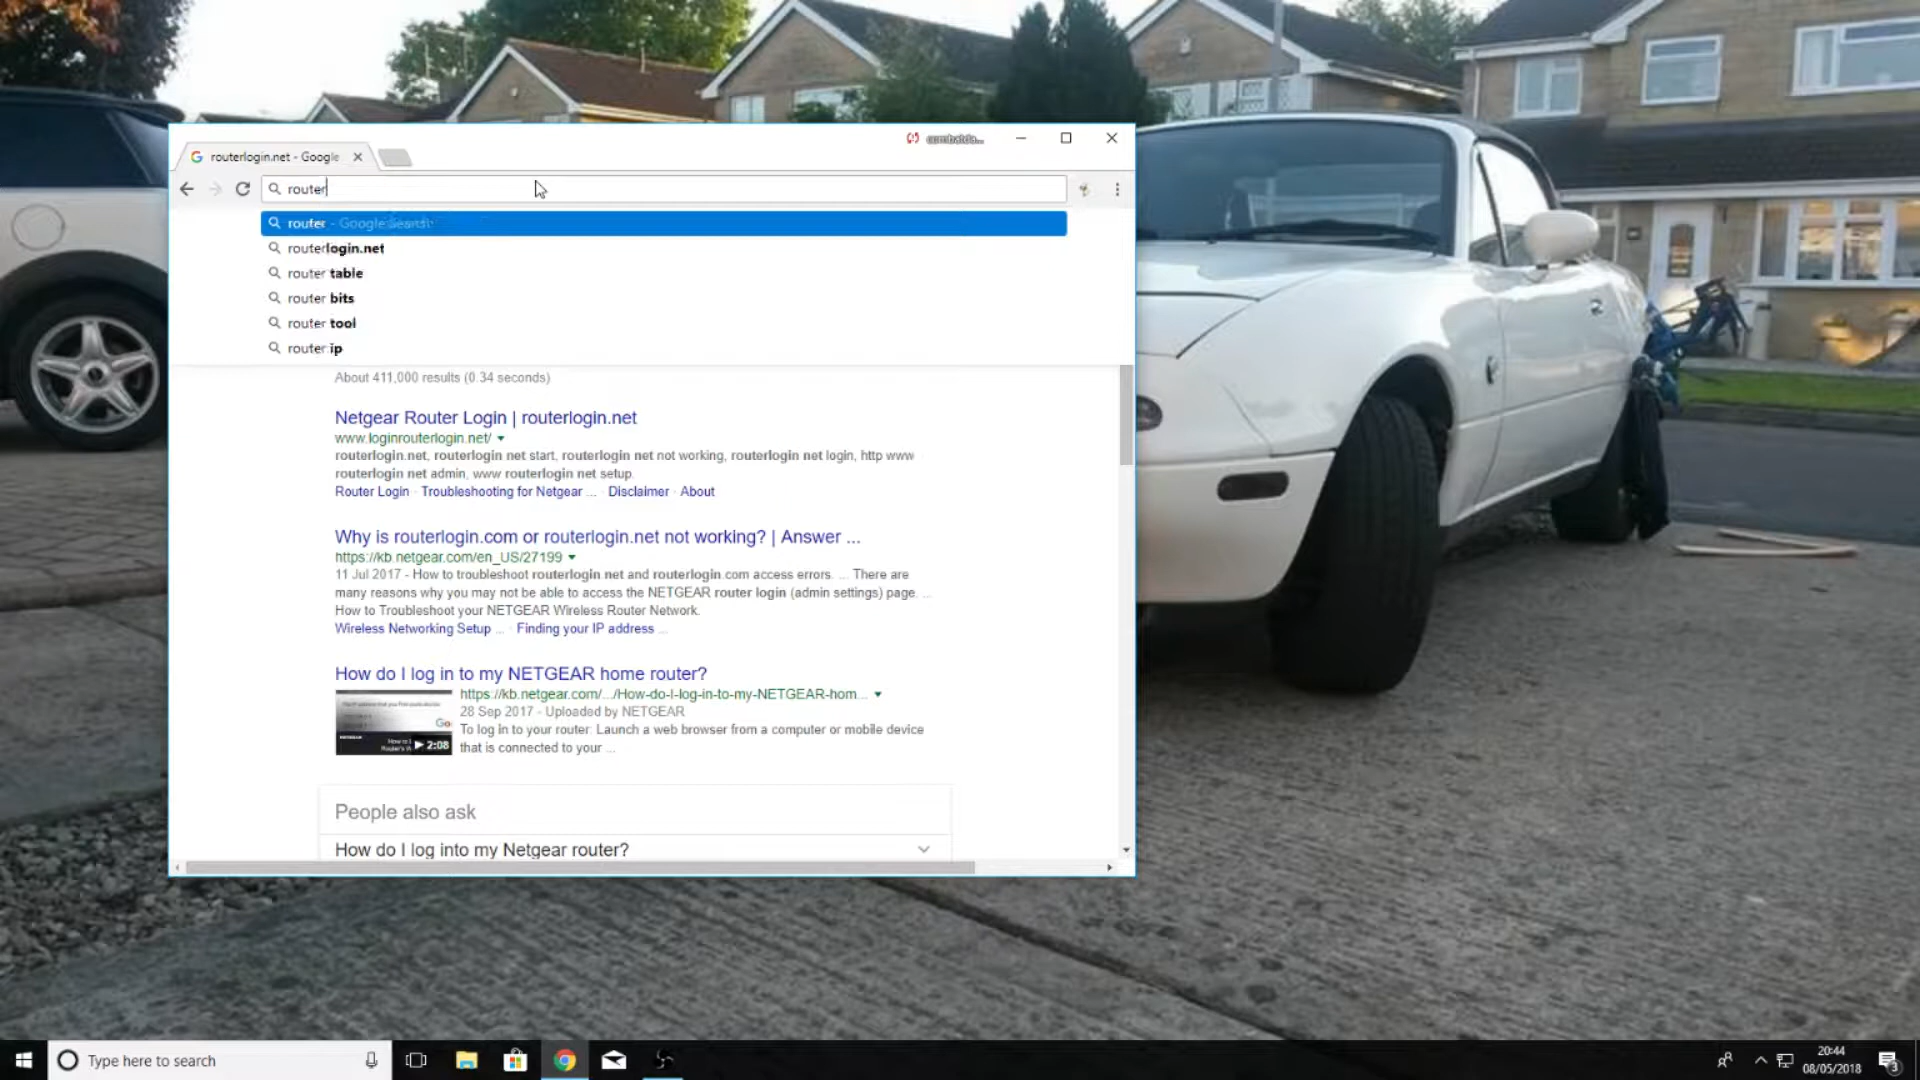 routerlogin.net - Google
router
router - Google Search
routerlogin.net
router table
router bits
router tool
router ip
About 411,000 results (0.34 seconds)
Netgear Router Login | routerlogin.net
www.loginrouterlogin.net/
routerlogin.net, routerlogin net start, routerlogin net not working, routerlogin net login, http www
routerlogin net admin, www routerlogin net setup.
Router Login · Troubleshooting for Netgear ... · Disclaimer · About
Why is routerlogin.com or routerlogin.net not working? | Answer ...
https://kb.netgear.com/en_US/27199
11 Jul 2017 - How to troubleshoot routerlogin net and routerlogin.com access errors. ... There are
many reasons why you may not be able to access the NETGEAR router login (admin settings) page. ...
How to Troubleshoot your NETGEAR Wireless Router Network.
Wireless Networking Setup ... · Finding your IP address ...
How do I log in to my NETGEAR home router?
https://kb.netgear.com/.../How-do-I-log-in-to-my-NETGEAR-hom...
28 Sep 2017 - Uploaded by NETGEAR
To log in to your router: Launch a web browser from a computer or mobile device
that is connected to your ...
2:08
People also ask
How do I log into my Netgear router?
Type here to search
20:44
08/05/2018
3